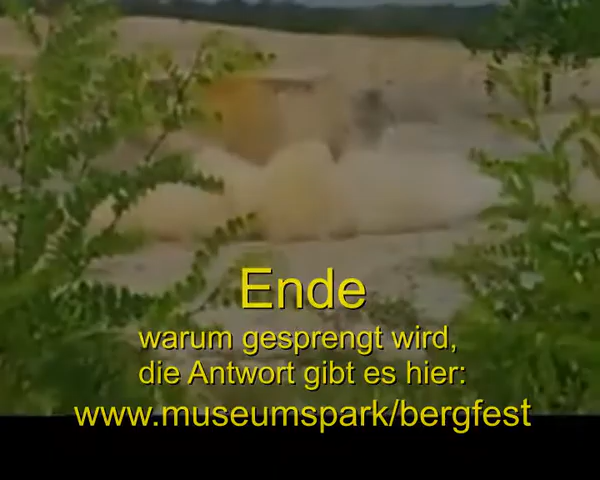 Ende
warum gesprengt wird,
die Antwort gibt es hier:
www.museumspark/bergfest